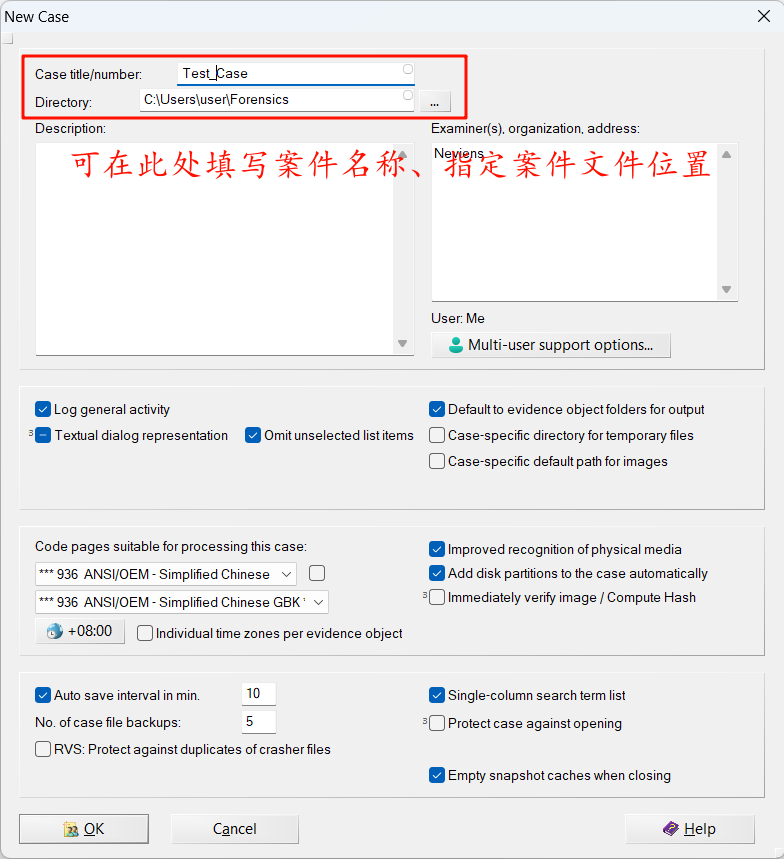 New Case
Case title/number: Test_Case
Directory: C:\Users\user\Forensics ...
Description:
Examiner(s), organization, address:
Neviens
可在此处填写案件名称、指定案件文件位置
User: Me
Multi-user support options...
Log general activity
3 Textual dialog representation
Omit unselected list items
Default to evidence object folders for output
Case-specific directory for temporary files
Case-specific default path for images
Code pages suitable for processing this case:
*** 936 ANSI/OEM - Simplified Chinese
*** 936 ANSI/OEM - Simplified Chinese GBK
+08:00
Individual time zones per evidence object
Improved recognition of physical media
Add disk partitions to the case automatically
3 Immediately verify image / Compute Hash
Auto save interval in min. 10
No. of case file backups: 5
RVS: Protect against duplicates of crasher files
Single-column search term list
3 Protect case against opening
Empty snapshot caches when closing
OK
Cancel
Help